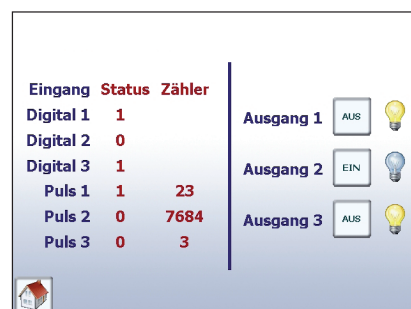 Eingang Status Zähler
Digital 1 1
Digital 2 0
Digital 3 1
Puls 1 1 23
Puls 2 0 7684
Puls 3 0 3
Ausgang 1 AUS
Ausgang 2 EIN
Ausgang 3 AUS